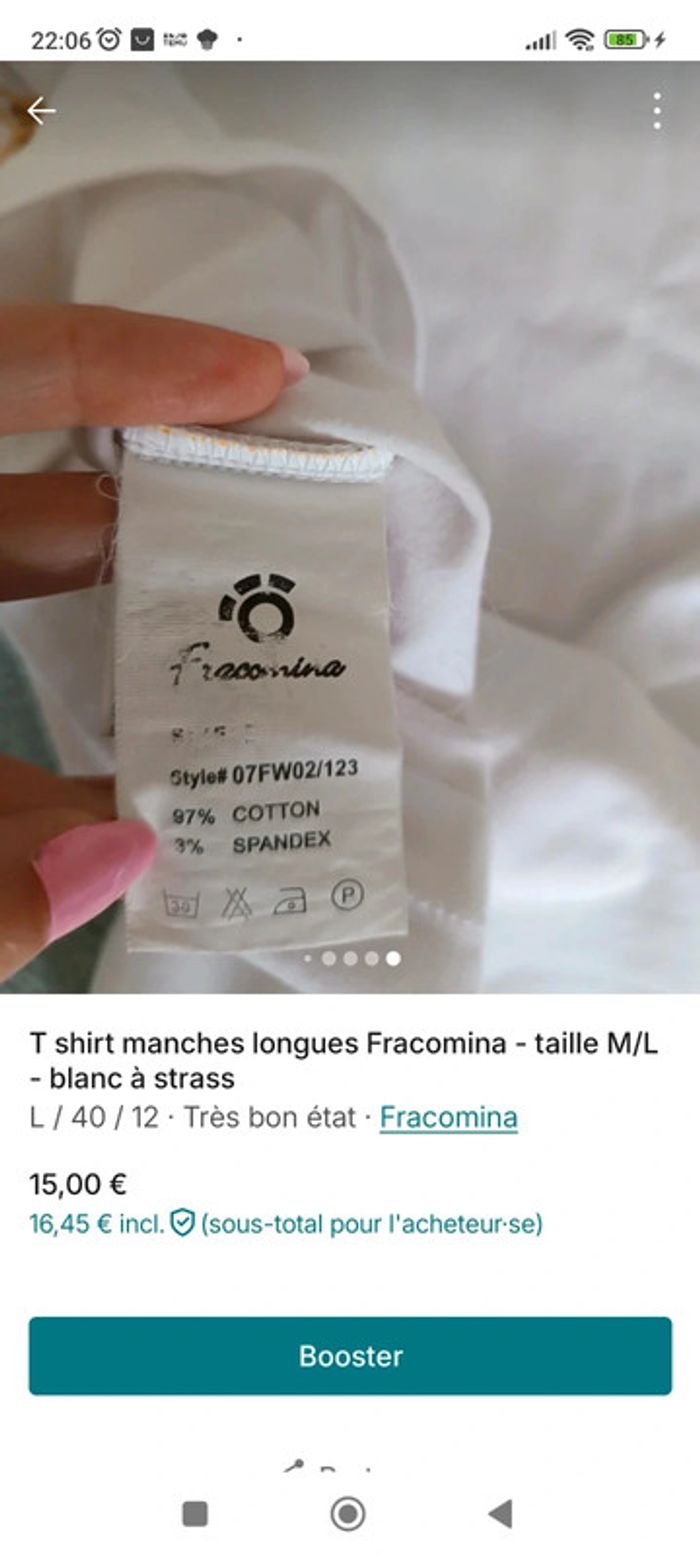 22:06
85
Fracomina
Style# 07FW02/123
97% COTTON
3% SPANDEX
30
P
T shirt manches longues Fracomina - taille M/L
- blanc à strass
L / 40 / 12 · Très bon état · Fracomina
15,00 €
16,45 € incl. (sous-total pour l'acheteur·se)
Booster